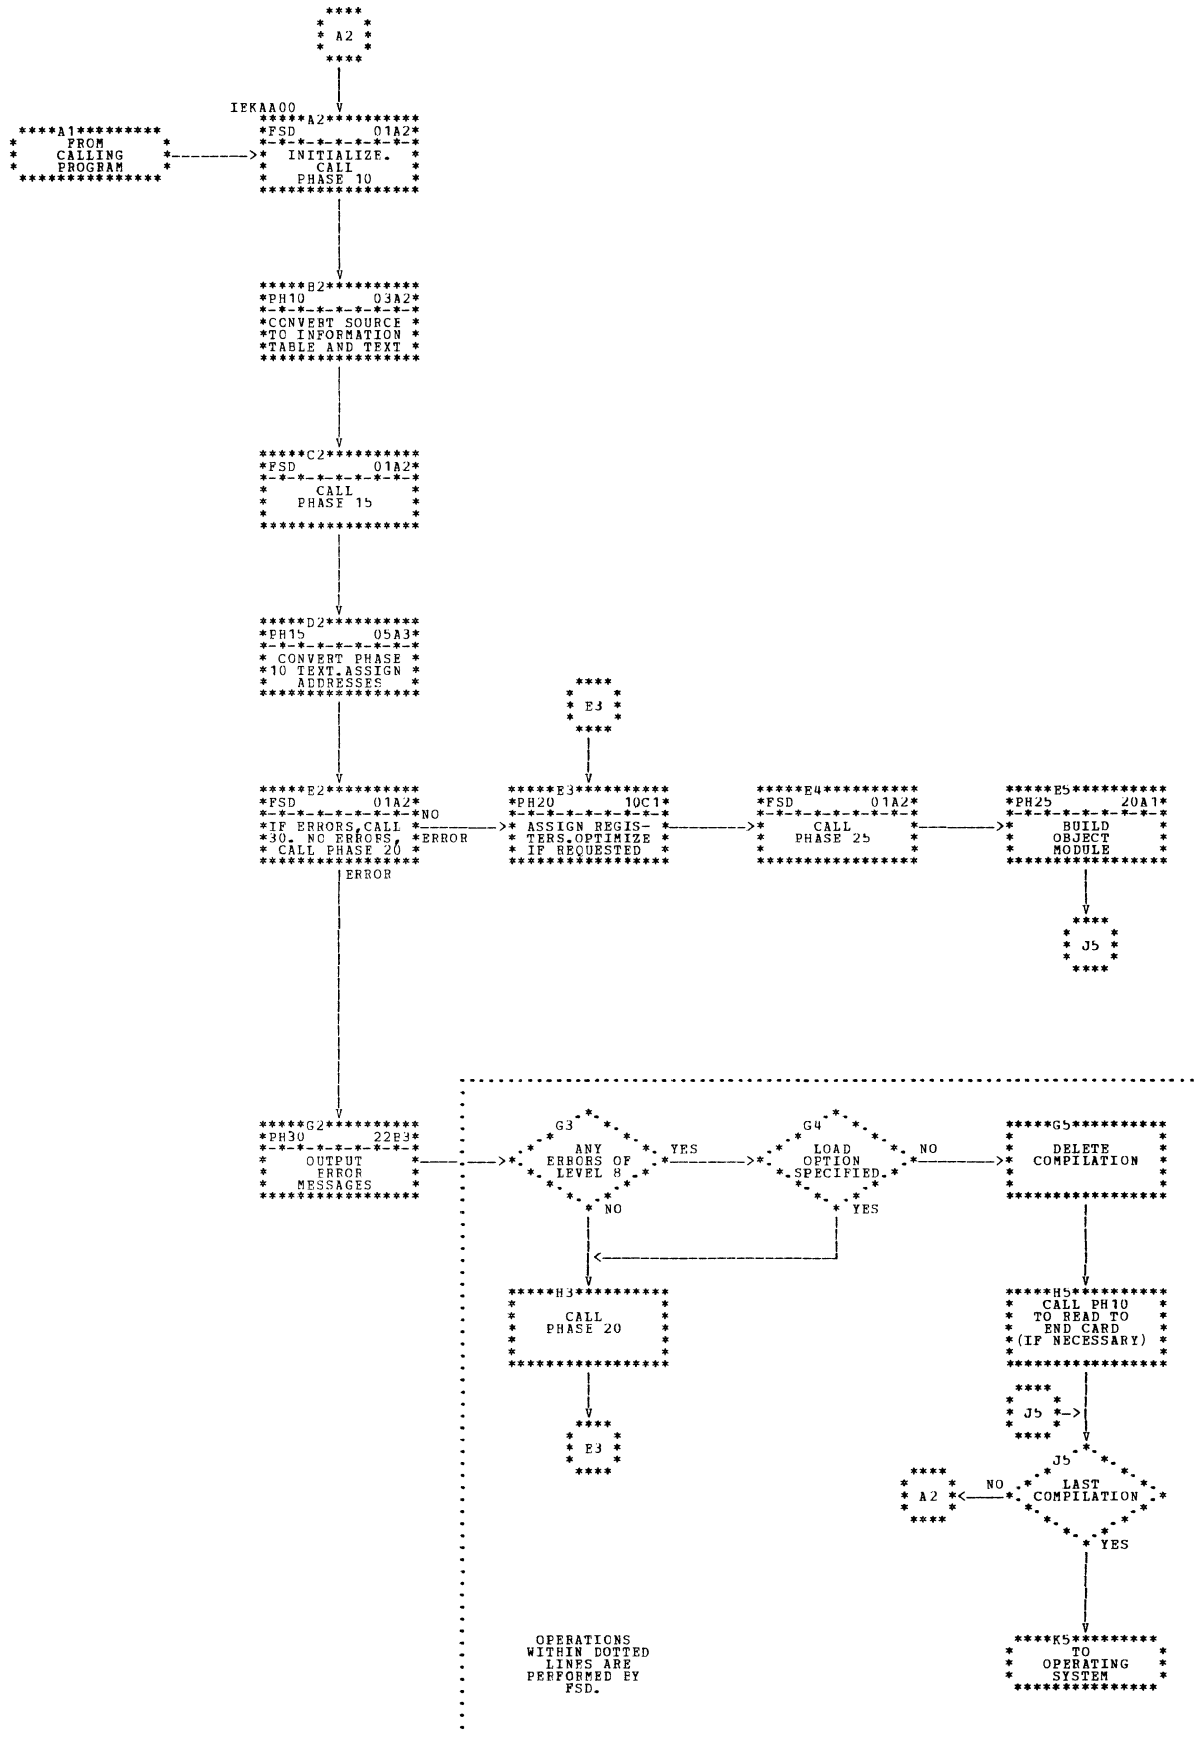 A2
IEKAA00
A1
FROM
CALLING
PROGRAM
A2
FSD 01A2
INITIALIZE.
CALL
PHASE 10
B2
PH10 03A2
CONVERT SOURCE
TO INFORMATION
TABLE AND TEXT
C2
FSD 01A2
CALL
PHASE 15
D2
PH15 05A3
CONVERT PHASE
10 TEXT.ASSIGN
ADDRESSES
E3
E2
FSD 01A2
IF ERRORS,CALL
30. NO ERRORS,
CALL PHASE 20
NO
ERROR
ERROR
E3
PH20 10C1
ASSIGN REGIS-
TERS.OPTIMIZE
IF REQUESTED
E4
FSD 01A2
CALL
PHASE 25
E5
PH25 20A1
BUILD
OBJECT
MODULE
J5
G2
PH30 22B3
OUTPUT
ERROR
MESSAGES
G3
ANY
ERRORS OF
LEVEL 8
YES
NO
G4
LOAD
OPTION
SPECIFIED
NO
YES
G5
DELETE
COMPILATION
H3
CALL
PHASE 20
H5
CALL PH10
TO READ TO
END CARD
(IF NECESSARY)
E3
J5
J5
LAST
COMPILATION
NO
A2
YES
OPERATIONS
WITHIN DOTTED
LINES ARE
PERFORMED BY
FSD.
K5
TO
OPERATING
SYSTEM